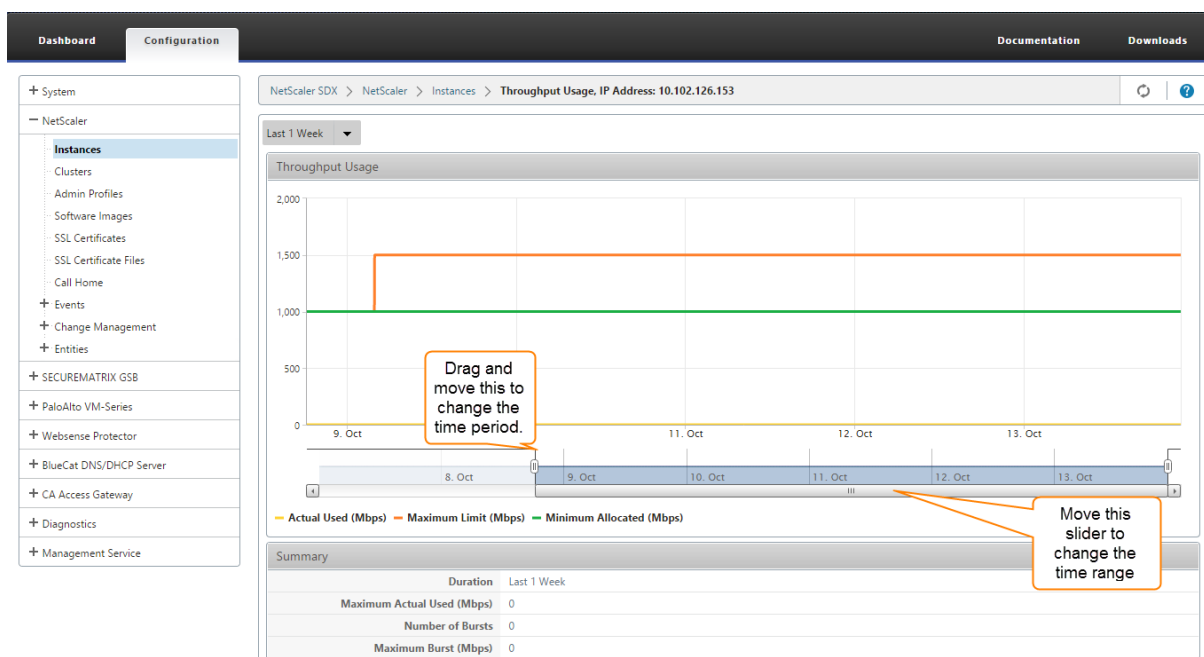 Dashboard
Configuration
Documentation
Downloads
+ System
− NetScaler
Instances
Clusters
Admin Profiles
Software Images
SSL Certificates
SSL Certificate Files
Call Home
+ Events
+ Change Management
+ Entities
+ SECUREMATRIX GSB
+ PaloAlto VM-Series
+ Websense Protector
+ BlueCat DNS/DHCP Server
+ CA Access Gateway
+ Diagnostics
+ Management Service
NetScaler SDX > NetScaler > Instances > Throughput Usage, IP Address: 10.102.126.153
?
Last 1 Week
Throughput Usage
2,000
1,500
1,000
500
0
9. Oct
11. Oct
12. Oct
13. Oct
Drag and
move this to
change the
time period.
8. Oct
9. Oct
10. Oct
11. Oct
12. Oct
13. Oct
Actual Used (Mbps) Maximum Limit (Mbps) Minimum Allocated (Mbps)
Move this
slider to
change the
time range
Summary
Duration Last 1 Week
Maximum Actual Used (Mbps) 0
Number of Bursts 0
Maximum Burst (Mbps) 0